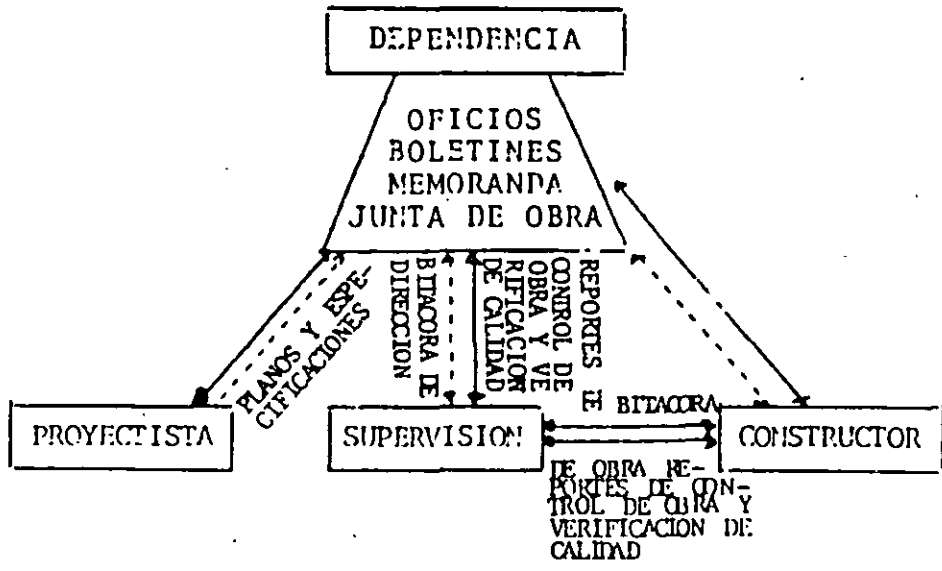 DEPENDENCIA
OFICIOS
BOLETINES
MEMORANDA
JUNTA DE OBRA
PLANOS Y ESPE-
CIFICACIONES
BITACORA DE
DIRECCION
REPORTES DE
CONTROL DE
OBRA Y VE
RIFICACION
DE CALIDAD
BITACORA
PROYECTISTA
SUPERVISION
CONSTRUCTOR
DE OBRA RE-
PORTES DE CON-
TROL DE OBRA Y
VERIFICACION DE
CALIDAD